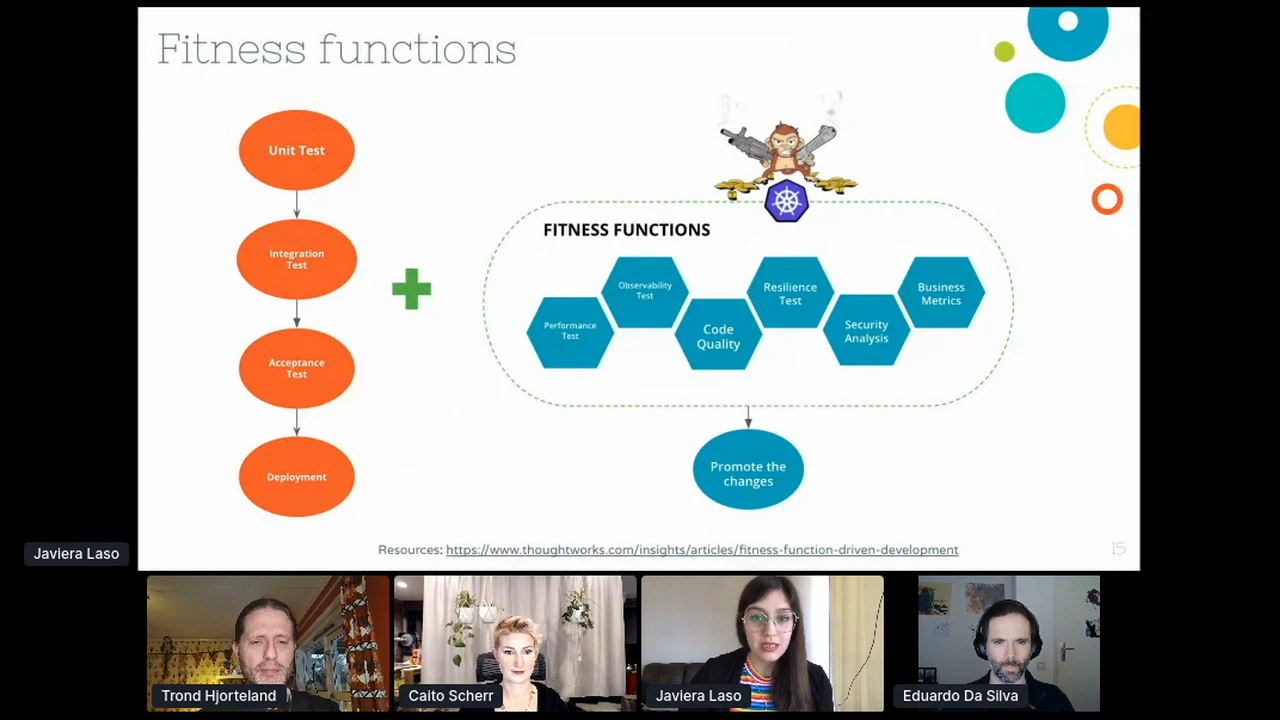 Fitness functions
Unit Test
Integration
Test
Acceptance
Test
Deployment
FITNESS FUNCTIONS
Performance
Test
Observability
Test
Code
Quality
Resilience
Test
Security
Analysis
Business
Metrics
Promote the
changes
Resources: https://www.thoughtworks.com/insights/articles/fitness-function-driven-development
15
Javiera Laso
Trond Hjorteland
Caito Scherr
Javiera Laso
Eduardo Da Silva